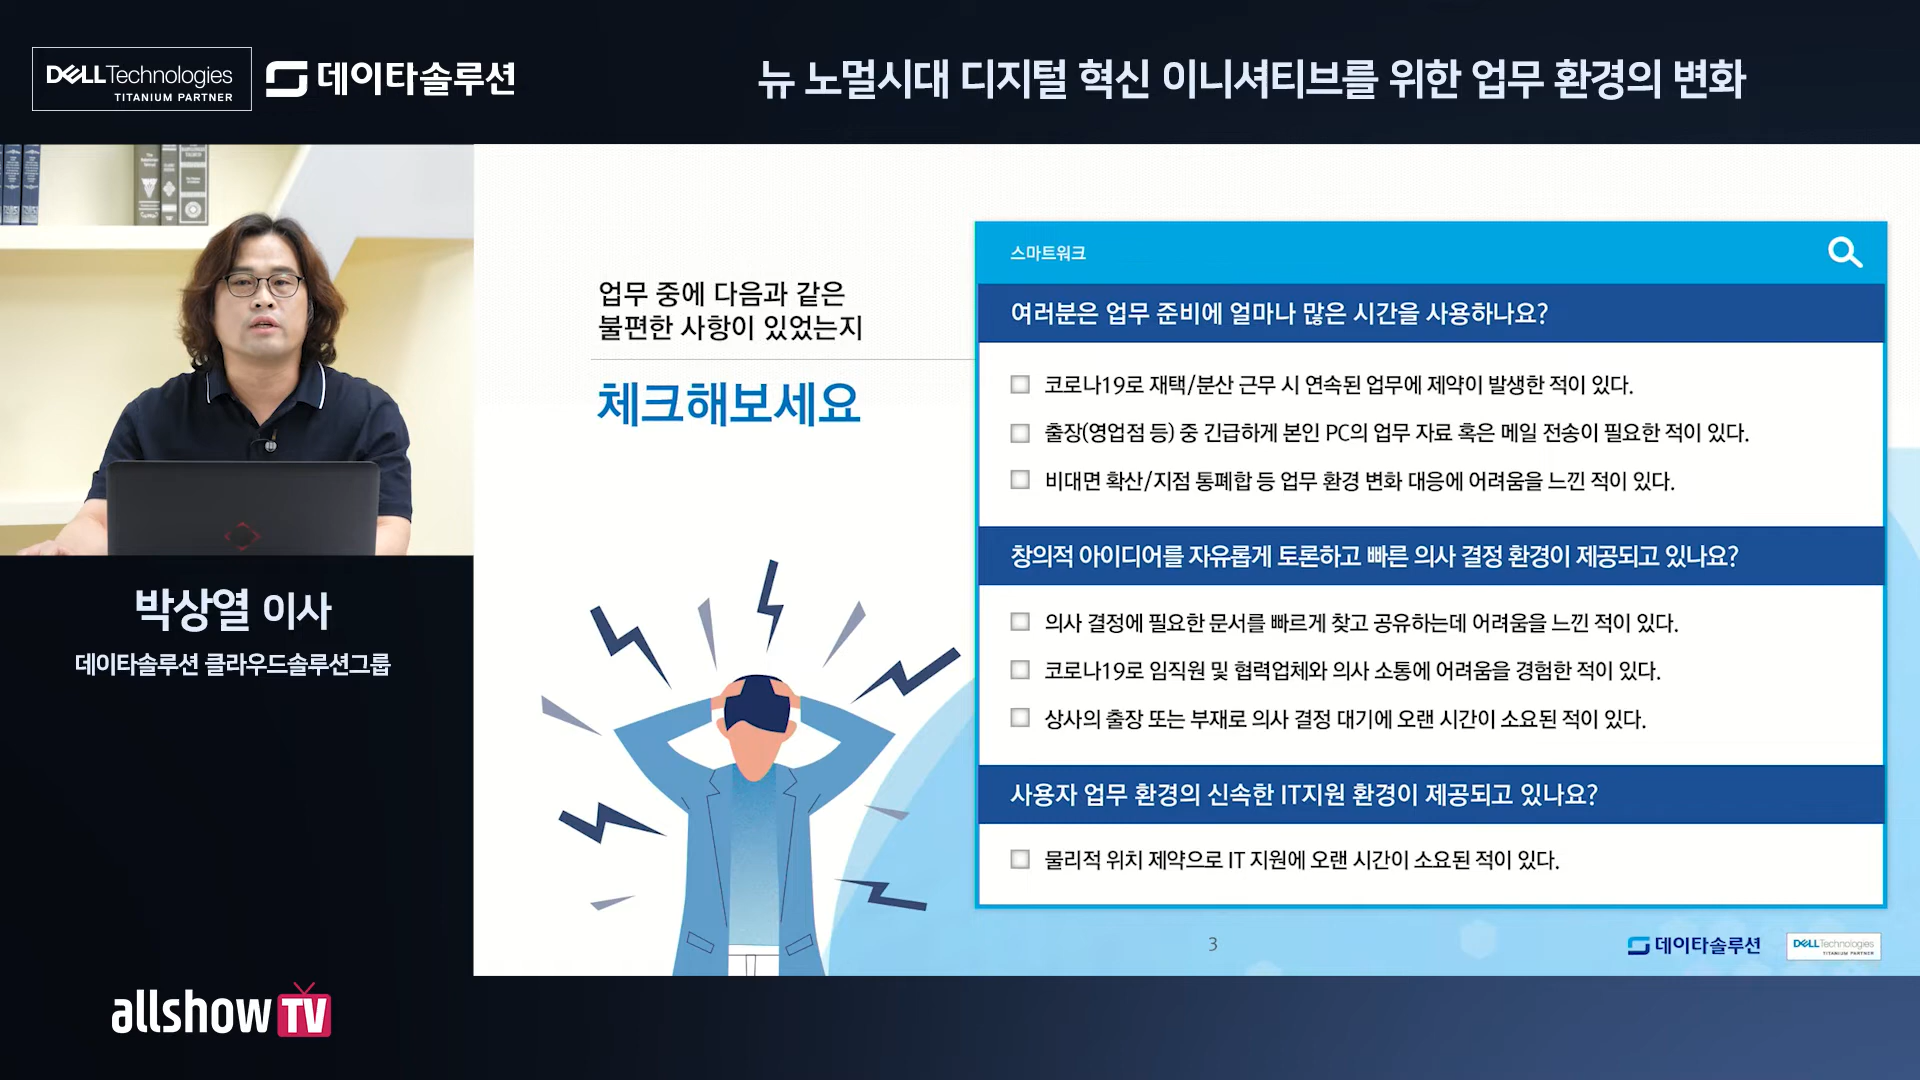 DELL Technologies
TITANIUM PARTNER
데이타솔루션
뉴 노멀시대 디지털 혁신 이니셔티브를 위한 업무 환경의 변화
박상열 이사
데이타솔루션 클라우드솔루션그룹
allshow TV
업무 중에 다음과 같은
불편한 사항이 있었는지
체크해보세요
스마트워크
여러분은 업무 준비에 얼마나 많은 시간을 사용하나요?
코로나19로 재택/분산 근무 시 연속된 업무에 제약이 발생한 적이 있다.
출장(영업점 등) 중 긴급하게 본인 PC의 업무 자료 혹은 메일 전송이 필요한 적이 있다.
비대면 확산/지점 통폐합 등 업무 환경 변화 대응에 어려움을 느낀 적이 있다.
창의적 아이디어를 자유롭게 토론하고 빠른 의사 결정 환경이 제공되고 있나요?
의사 결정에 필요한 문서를 빠르게 찾고 공유하는데 어려움을 느낀 적이 있다.
코로나19로 임직원 및 협력업체와 의사 소통에 어려움을 경험한 적이 있다.
상사의 출장 또는 부재로 의사 결정 대기에 오랜 시간이 소요된 적이 있다.
사용자 업무 환경의 신속한 IT지원 환경이 제공되고 있나요?
물리적 위치 제약으로 IT 지원에 오랜 시간이 소요된 적이 있다.
3
데이타솔루션
DELL Technologies
TITANIUM PARTNER